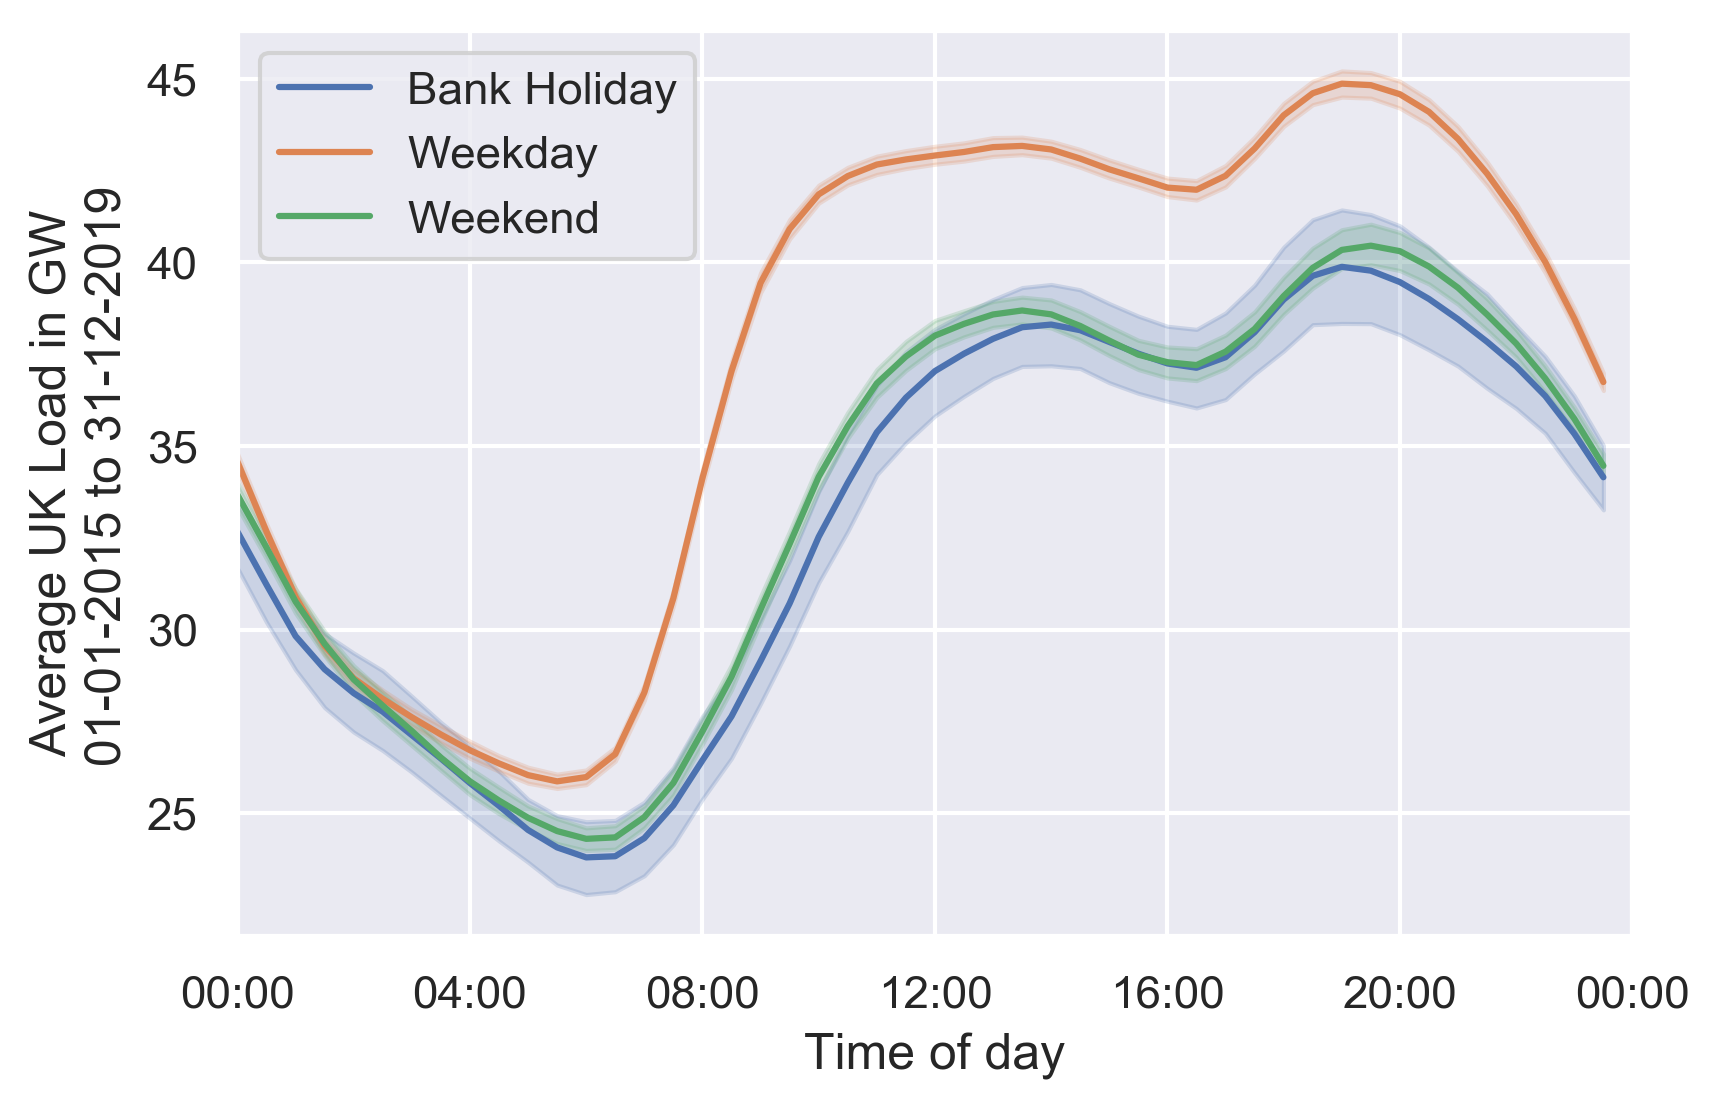 Bank Holiday
Weekday
Weekend
45
40
35
30
25
Average UK Load in GW
01-01-2015 to 31-12-2019
00:00 04:00 08:00 12:00 16:00 20:00 00:00
Time of day